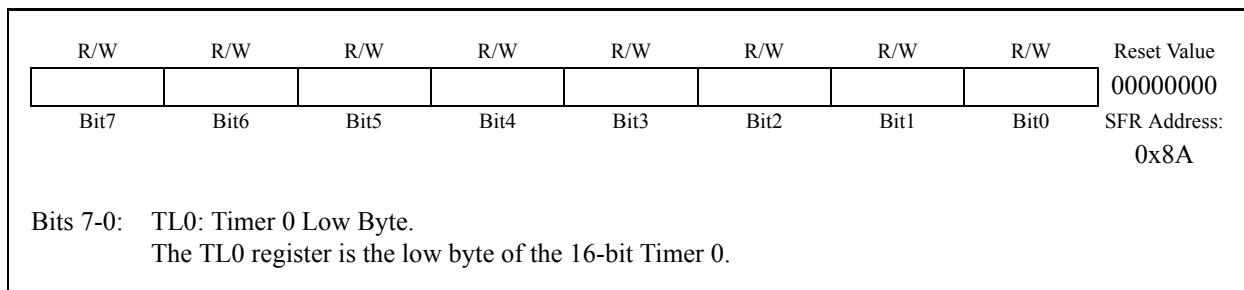 R/W R/W R/W R/W R/W R/W R/W R/W Reset Value
00000000
Bit7 Bit6 Bit5 Bit4 Bit3 Bit2 Bit1 Bit0 SFR Address:
0x8A
Bits 7-0: TL0: Timer 0 Low Byte.
The TL0 register is the low byte of the 16-bit Timer 0.